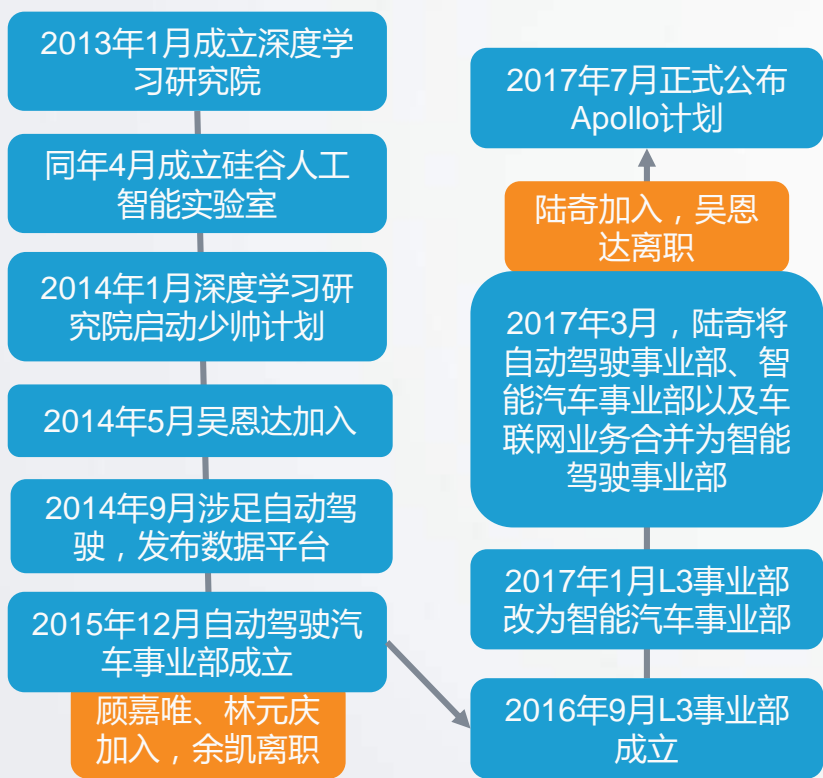 2013年1月成立深度学
习研究院
同年4月成立硅谷人工
智能实验室
2014年1月深度学习研
究院启动少帅计划
2014年5月吴恩达加入
2014年9月涉足自动驾
驶，发布数据平台
2015年12月自动驾驶汽
车事业部成立
顾嘉唯、林元庆
加入，余凯离职
2016年9月L3事业部
成立
2017年1月L3事业部
改为智能汽车事业部
2017年3月，陆奇将
自动驾驶事业部、智
能汽车事业部以及车
联网业务合并为智能
驾驶事业部
陆奇加入，吴恩
达离职
2017年7月正式公布
Apollo计划